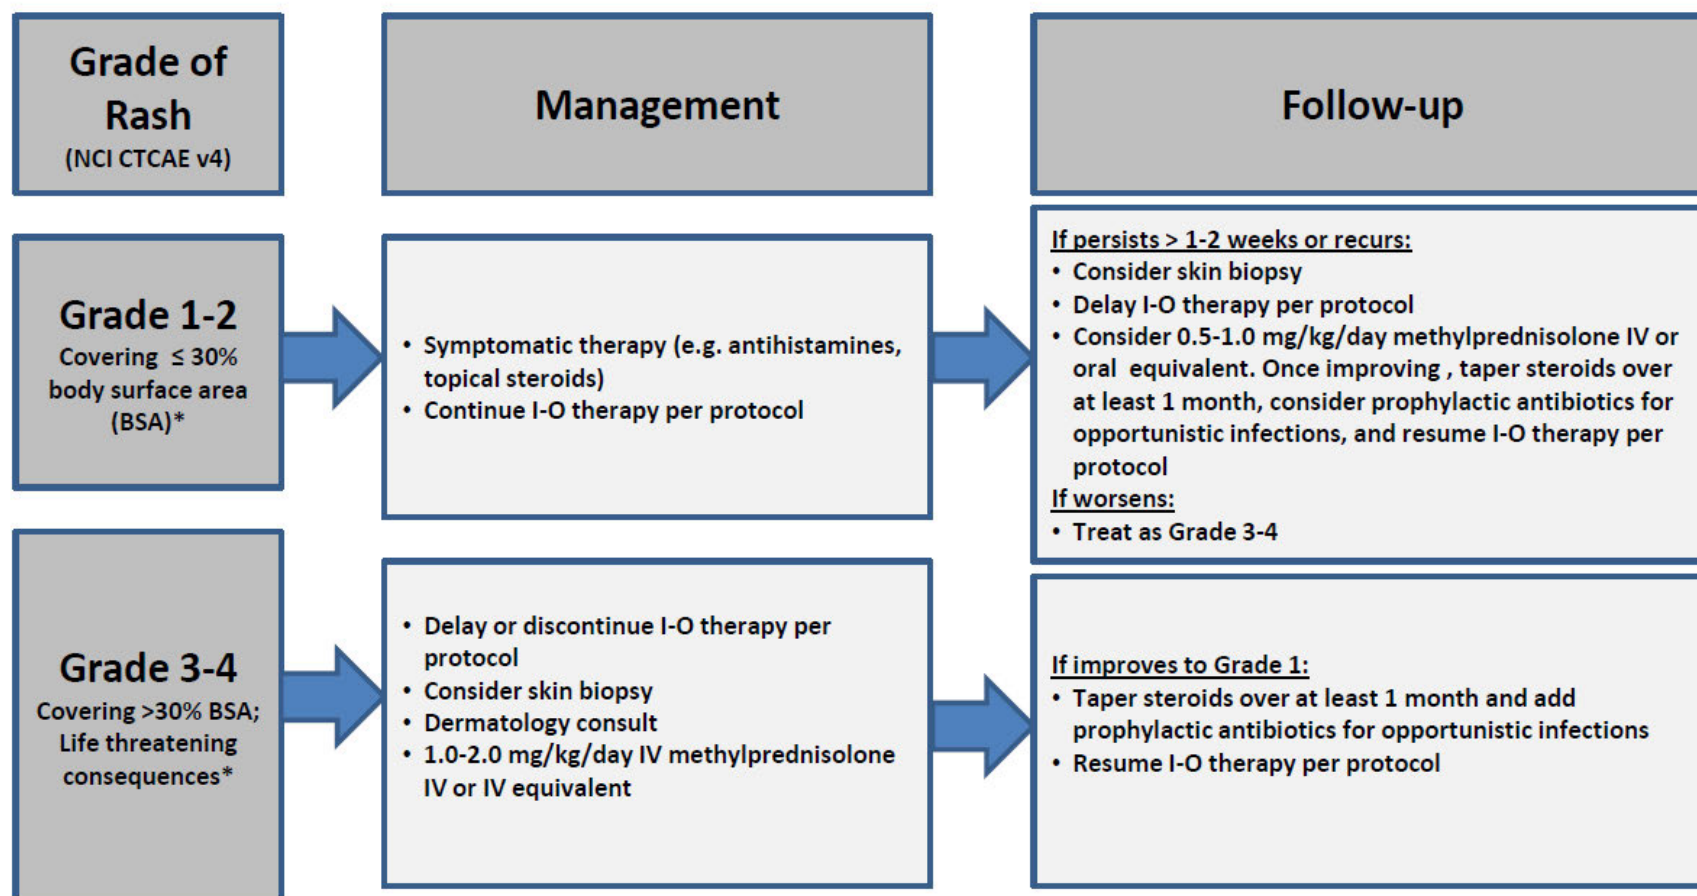 Grade of
Rash
(NCI CTCAE v4)
Management
Follow-up
Grade 1-2
Covering ≤ 30%
body surface area
(BSA)*
• Symptomatic therapy (e.g. antihistamines,
topical steroids)
• Continue I-O therapy per protocol
If persists > 1-2 weeks or recurs:
• Consider skin biopsy
• Delay I-O therapy per protocol
• Consider 0.5-1.0 mg/kg/day methylprednisolone IV or
oral equivalent. Once improving , taper steroids over
at least 1 month, consider prophylactic antibiotics for
opportunistic infections, and resume I-O therapy per
protocol
If worsens:
• Treat as Grade 3-4
Grade 3-4
Covering >30% BSA;
Life threatening
consequences*
• Delay or discontinue I-O therapy per
protocol
• Consider skin biopsy
• Dermatology consult
• 1.0-2.0 mg/kg/day IV methylprednisolone
IV or IV equivalent
If improves to Grade 1:
• Taper steroids over at least 1 month and add
prophylactic antibiotics for opportunistic infections
• Resume I-O therapy per protocol